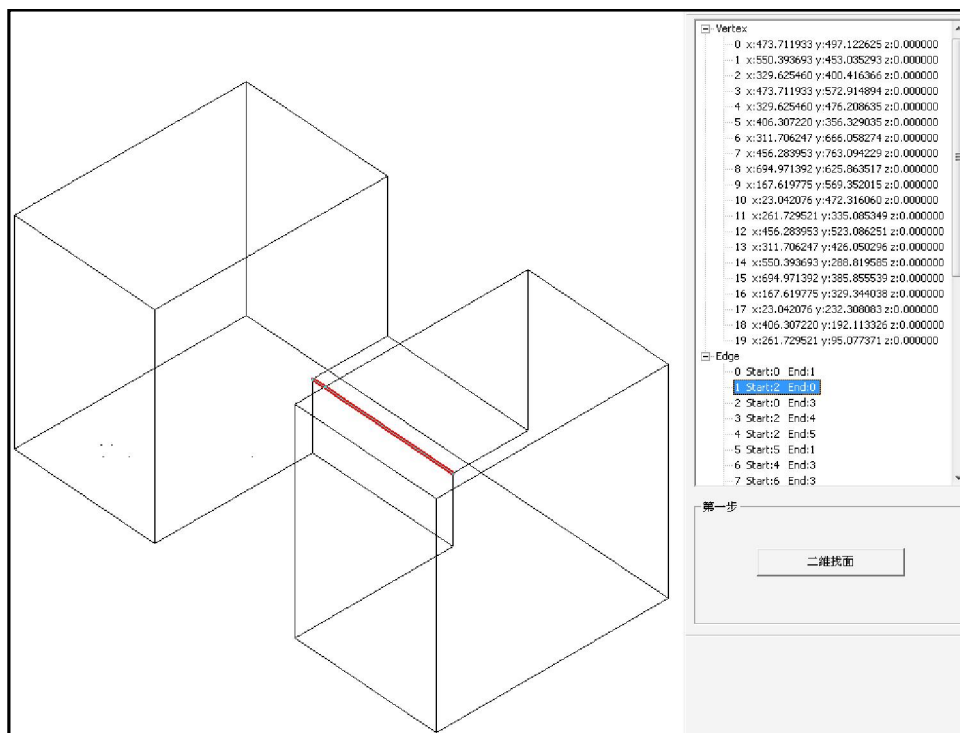 Vertex
0 x:473.711933 y:497.122625 z:0.000000
1 x:550.393693 y:453.035293 z:0.000000
2 x:329.625460 y:400.416366 z:0.000000
3 x:473.711933 y:572.914894 z:0.000000
4 x:329.625460 y:476.208635 z:0.000000
5 x:406.307220 y:356.329035 z:0.000000
6 x:311.706247 y:666.058274 z:0.000000
7 x:456.283953 y:763.094229 z:0.000000
8 x:694.971392 y:625.863517 z:0.000000
9 x:167.619775 y:569.352015 z:0.000000
10 x:23.042076 y:472.316060 z:0.000000
11 x:261.729521 y:335.085349 z:0.000000
12 x:456.283953 y:523.086251 z:0.000000
13 x:311.706247 y:426.050296 z:0.000000
14 x:550.393693 y:288.819585 z:0.000000
15 x:694.971392 y:385.855539 z:0.000000
16 x:167.619775 y:329.344038 z:0.000000
17 x:23.042076 y:232.308083 z:0.000000
18 x:406.307220 y:192.113326 z:0.000000
19 x:261.729521 y:95.077371 z:0.000000
Edge
0 Start:0 End:1
1 Start:2 End:0
2 Start:0 End:3
3 Start:2 End:4
4 Start:2 End:5
5 Start:5 End:1
6 Start:4 End:3
7 Start:6 End:3
第一步
二維找面